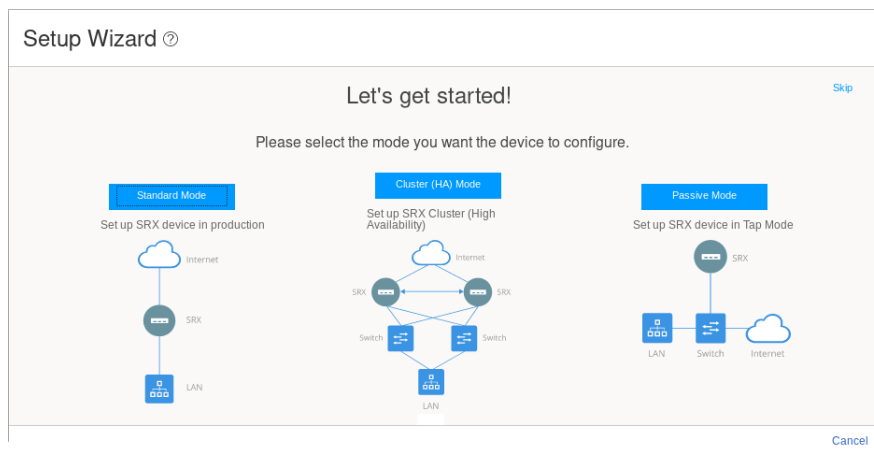 Setup Wizard ?
Let's get started!
Skip
Please select the mode you want the device to configure.
Standard Mode
Set up SRX device in production
Internet
SRX
LAN
Cluster (HA) Mode
Set up SRX Cluster (High
Availability)
Internet
SRX
SRX
Switch
Switch
LAN
Passive Mode
Set up SRX device in Tap Mode
SRX
LAN
Switch
Internet
Cancel